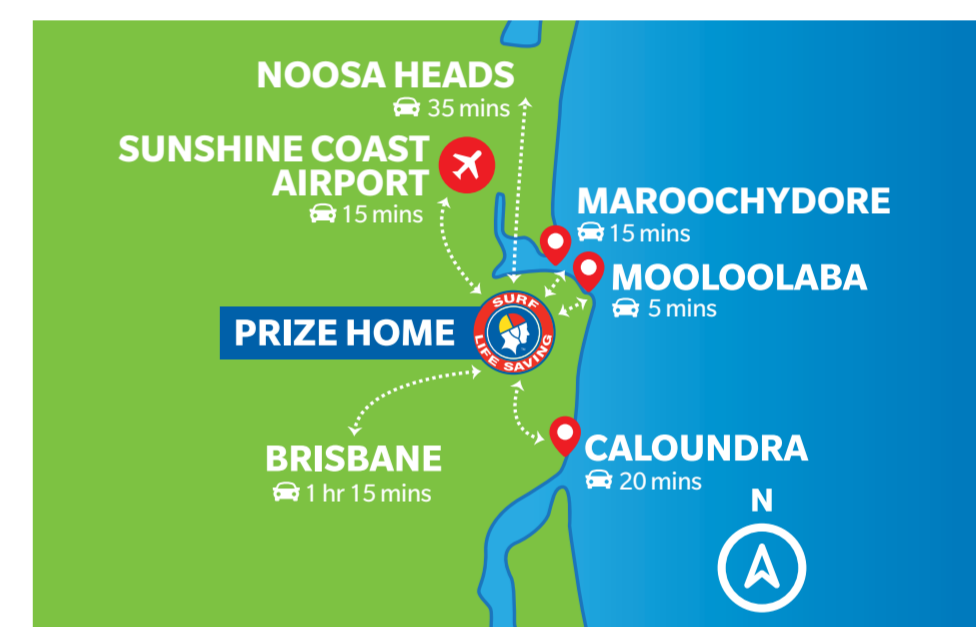 NOOSA HEADS
35 mins
SUNSHINE COAST
AIRPORT
15 mins
MAROOCHYDORE
15 mins
MOOLOOLABA
5 mins
PRIZE HOME
SURF
LIFE SAVING
BRISBANE
1 hr 15 mins
CALOUNDRA
20 mins
N